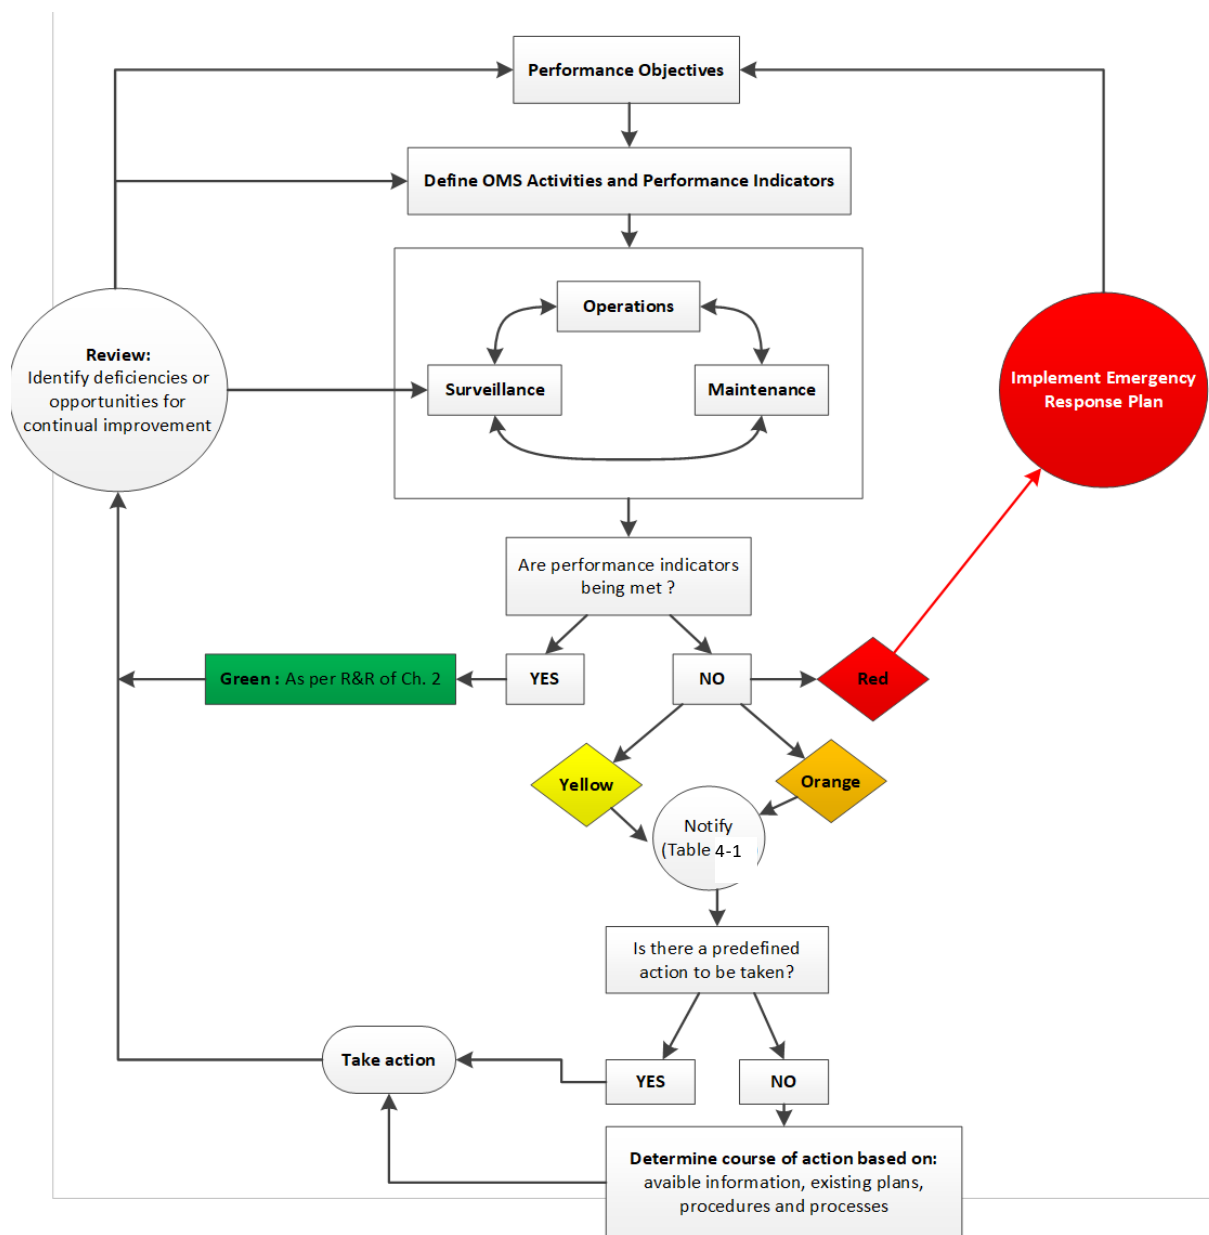 Performance Objectives
Define OMS Activities and Performance Indicators
Operations
Surveillance
Maintenance
Review:
Identify deficiencies or
opportunities for
continual improvement
Implement Emergency
Response Plan
Are performance indicators
being met ?
Green : As per R&R of Ch. 2
YES
NO
Red
Yellow
Orange
Notify
(Table 4-1
Is there a predefined
action to be taken?
Take action
YES
NO
Determine course of action based on:
avaible information, existing plans,
procedures and processes